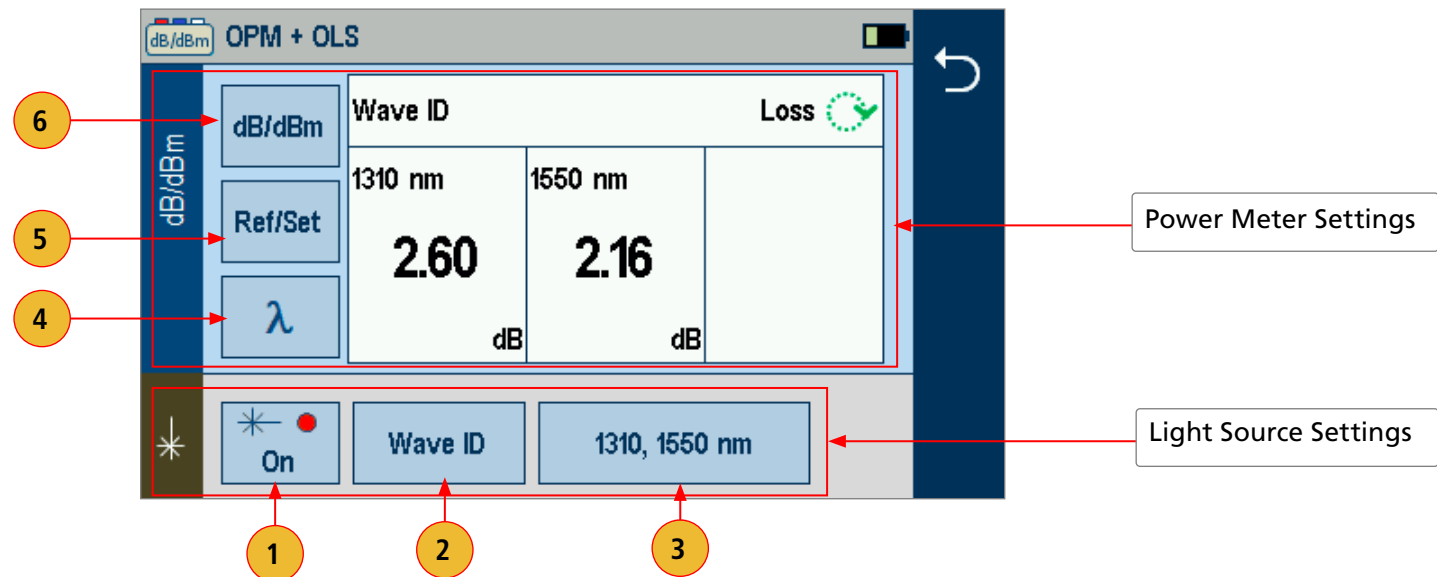 dB/dBm OPM + OLS
6
dB/dBm
dB/dBm
Wave ID Loss
1310 nm 1550 nm
5
Ref/Set
2.60 2.16
Power Meter Settings
4
λ
dB dB
On
Wave ID
1310, 1550 nm
Light Source Settings
1 2 3